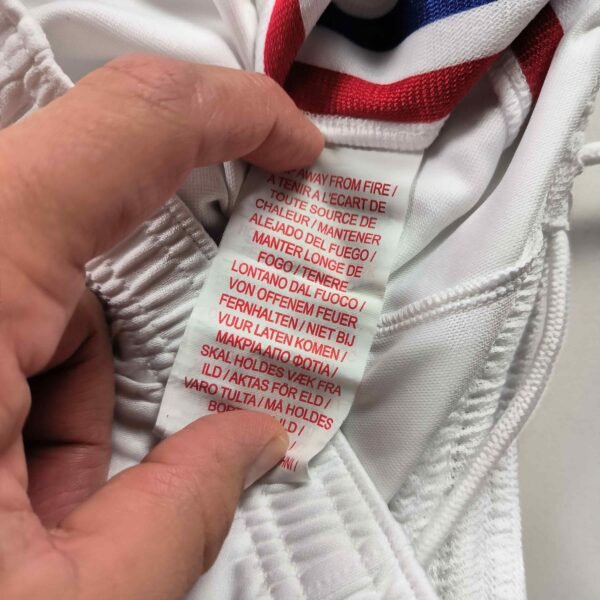 AWAY FROM FIRE /
A TENIR A L'ECART DE
TOUTE SOURCE DE
CHALEUR / MANTENER
ALEJADO DEL FUEGO /
MANTER LONGE DE
FOGO / TENERE
LONTANO DAL FUOCO /
VON OFFENEM FEUER
FERNHALTEN / NIET BIJ
VUUR LATEN KOMEN /
ΜΑΚΡΙΑ ΑΠΟ ΦΩΤΙΑ /
SKAL HOLDES VÆK FRA
ILD / AKTAS FÖR ELD /
VARO TULTA / MÅ HOLDES